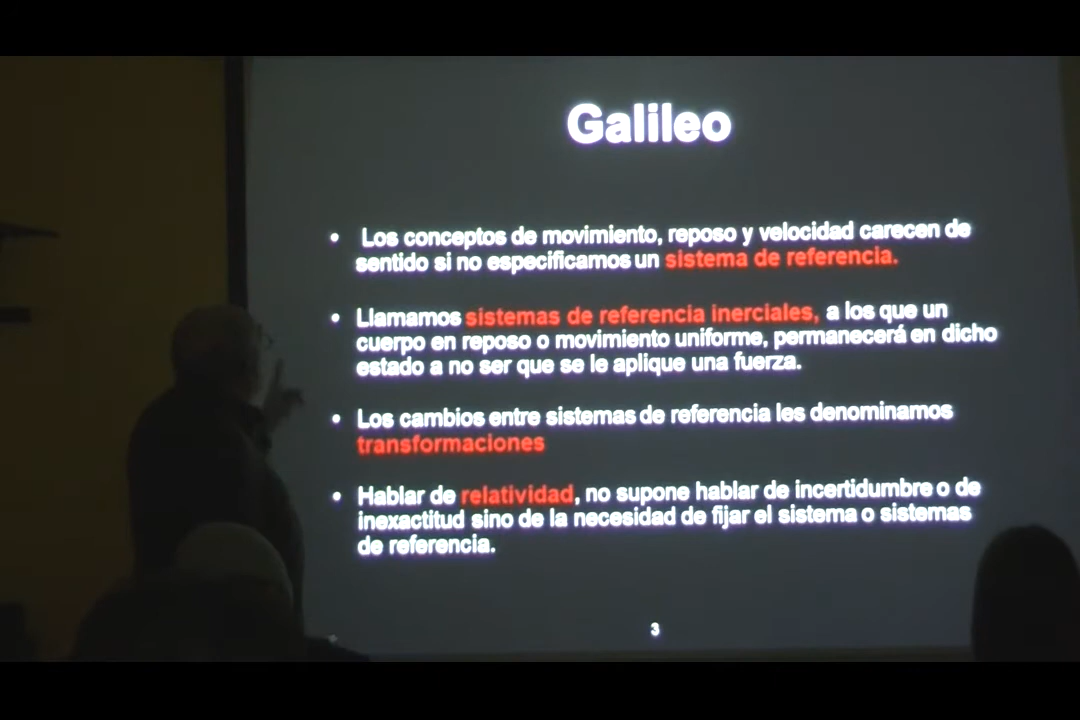 Galileo
• Los conceptos de movimiento, reposo y velocidad carecen de
sentido si no especificamos un sistema de referencia.
• Llamamos sistemas de referencia inerciales, a los que un
cuerpo en reposo o movimiento uniforme, permanecerá en dicho
estado a no ser que se le aplique una fuerza.
• Los cambios entre sistemas de referencia les denominamos
transformaciones
• Hablar de relatividad, no supone hablar de incertidumbre o de
inexactitud sino de la necesidad de fijar el sistema o sistemas
de referencia.
3